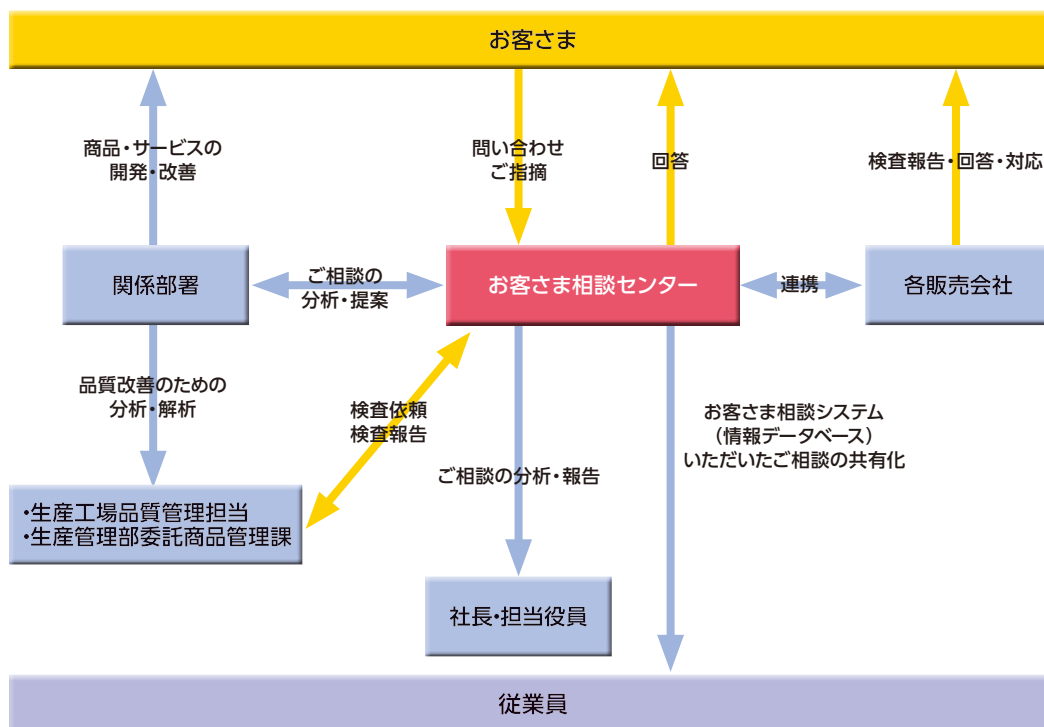 お客さま
商品・サービスの
開発・改善
問い合わせ
ご指摘
回答
検査報告・回答・対応
関係部署
ご相談の
分析・提案
お客さま相談センター
連携
各販売会社
品質改善のための
分析・解析
検査依頼
検査報告
お客さま相談システム
（情報データベース）
いただいたご相談の共有化
ご相談の分析・報告
・生産工場品質管理担当
・生産管理部委託商品管理課
社長・担当役員
従業員